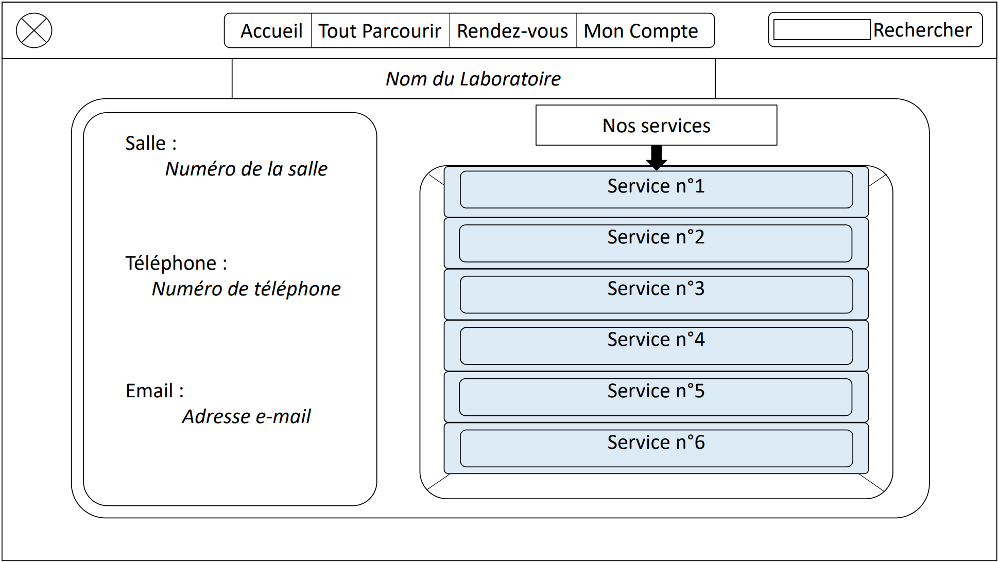 Accueil
Tout Parcourir
Rendez-vous
Mon Compte
Rechercher
Nom du Laboratoire
Salle :
Numéro de la salle
Téléphone :
Numéro de téléphone
Email :
Adresse e-mail
Nos services
Service n°1
Service n°2
Service n°3
Service n°4
Service n°5
Service n°6